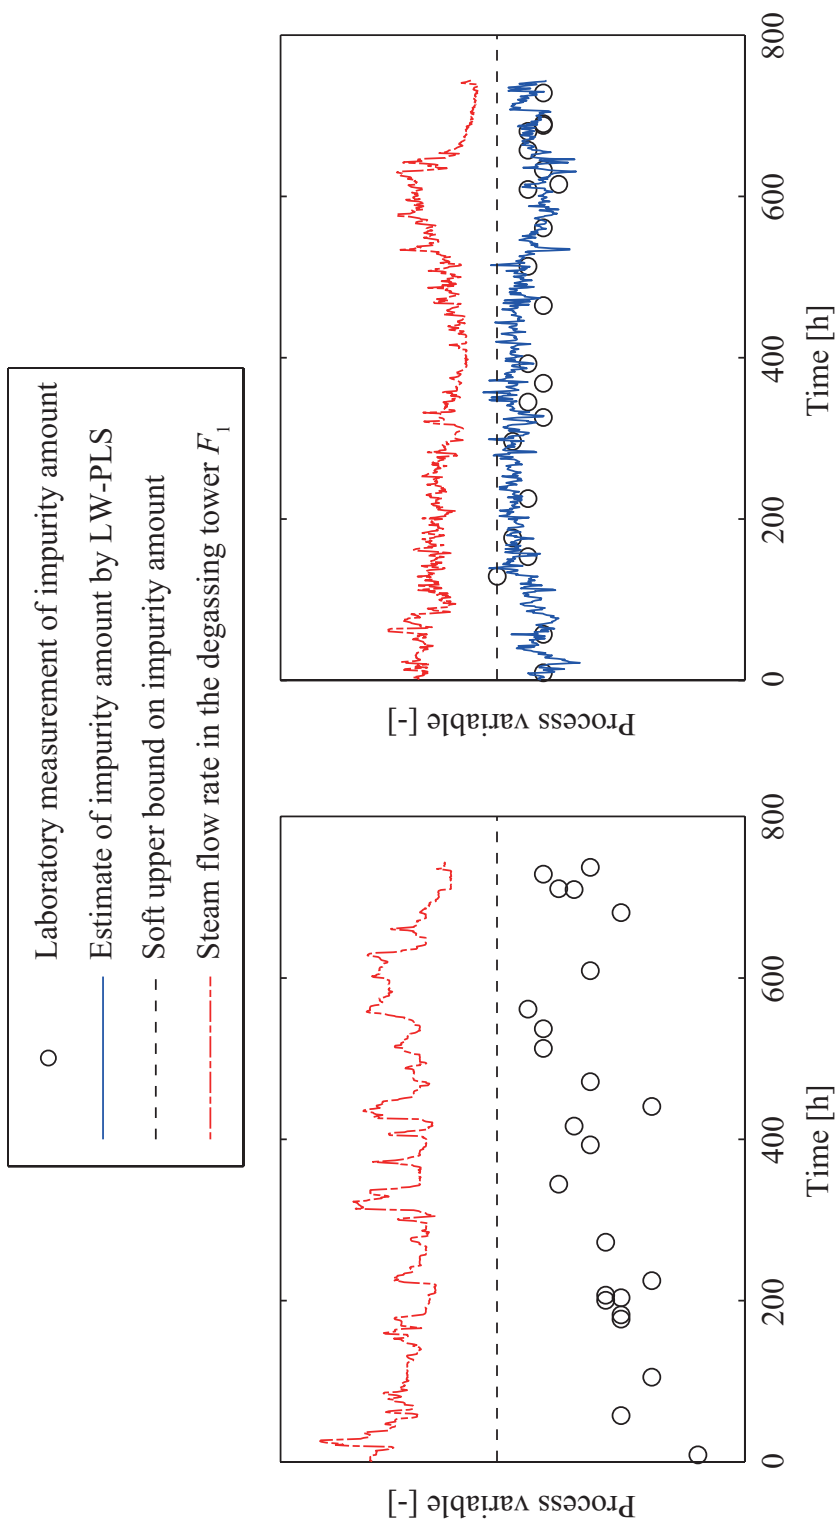 Laboratory measurement of impurity amount
Estimate of impurity amount by LW-PLS
Soft upper bound on impurity amount
Steam flow rate in the degassing tower F1
Process variable [-]
0
200
400
600
800
Time [h]
Process variable [-]
0
200
400
600
800
Time [h]